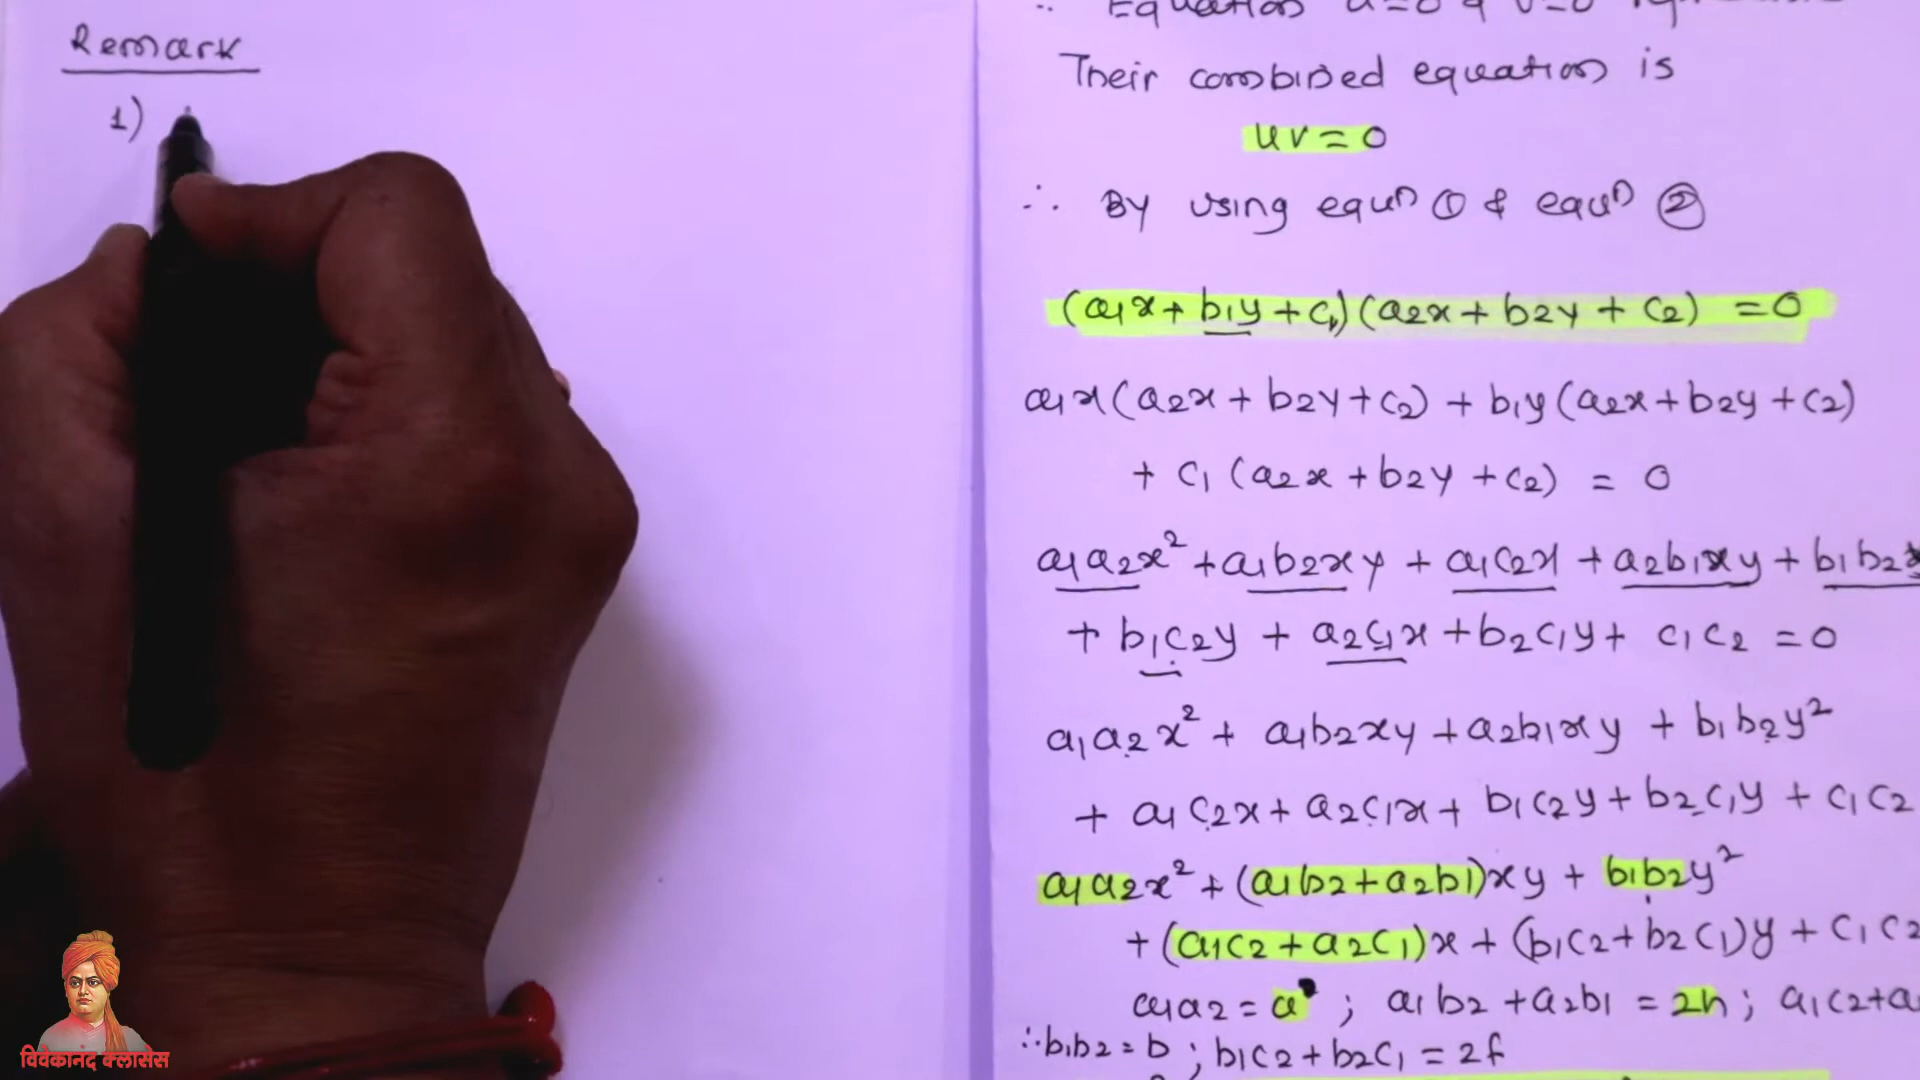 Remark
1)
∴ Equation u=0 & v=0
Their combined equation is
uv=0
∴ By using equn ① & equn ②
(a1x+b1y+c1)(a2x+b2y+c2) =0
a1x(a2x+b2y+c2)+b1y(a2x+b2y+c2)
+ c1(a2x+b2y+c2) = 0
a1a2x²+a1b2xy+a1c2x+a2b1xy+b1b2
+ b1c2y + a2c1x+b2c1y+ c1c2 =0
a1a2x²+ a1b2xy+a2b1xy+b1b2y²
+ a1c2x+a2c1x+b1c2y+b2c1y+c1c2
a1a2x²+(a1b2+a2b1)xy+b1b2y²
+(a1c2+a2c1)x+(b1c2+b2c1)y+c1c2
a1a2=a ; a1b2+a2b1=2h; a1c2+a
∴b1b2=b ; b1c2+b2c1=2f
विवेकानंद क्लासेस